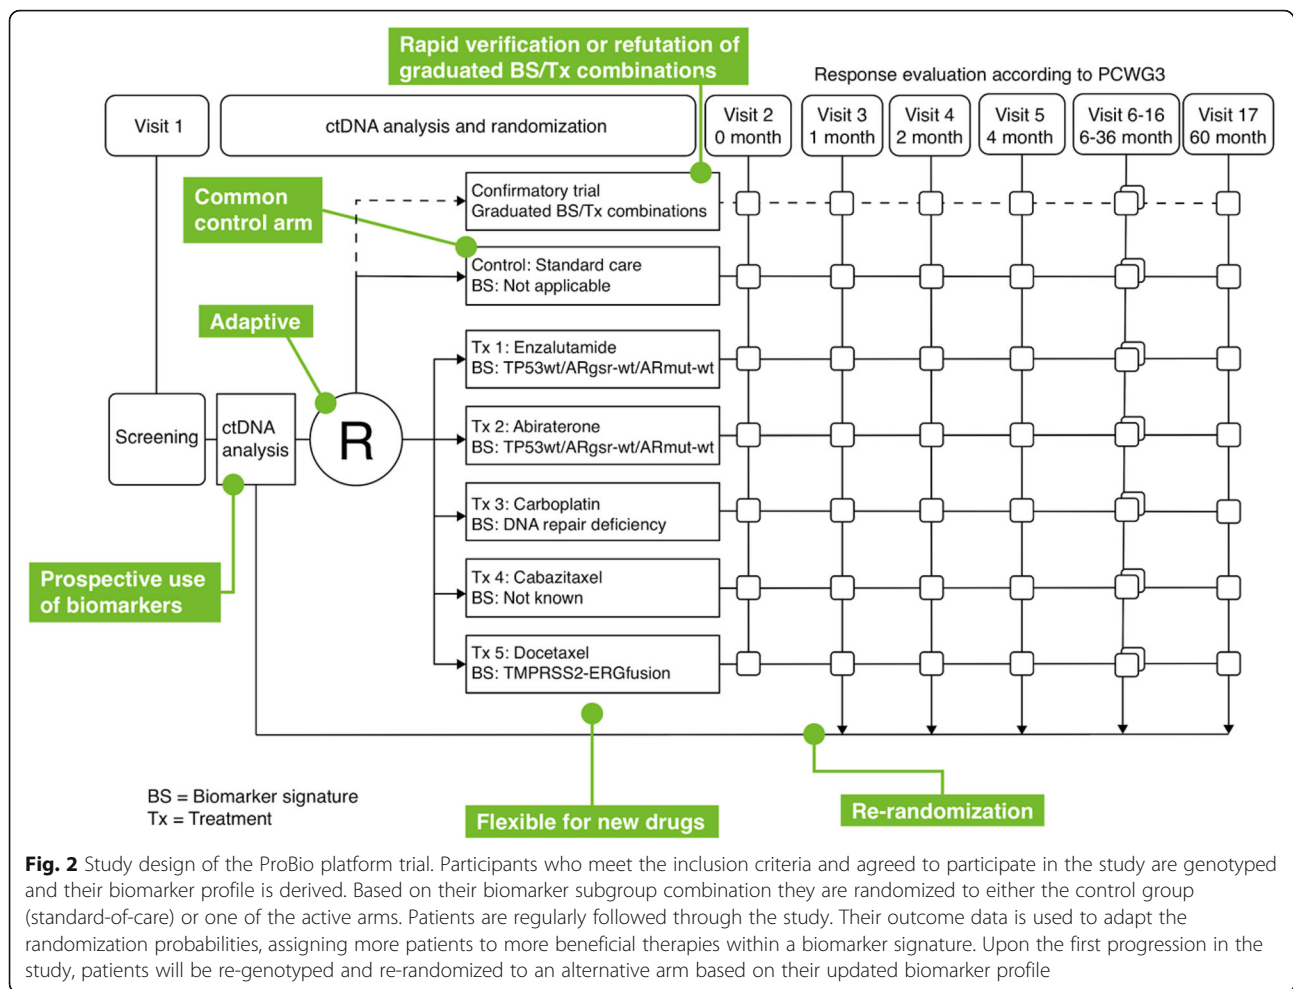 Rapid verification or refutation of
graduated BS/Tx combinations
Response evaluation according to PCWG3
Visit 1
ctDNA analysis and randomization
Visit 2
0 month
Visit 3
1 month
Visit 4
2 month
Visit 5
4 month
Visit 6-16
6-36 month
Visit 17
60 month
Common
control arm
Confirmatory trial
Graduated BS/Tx combinations
Control: Standard care
BS: Not applicable
Adaptive
Tx 1: Enzalutamide
BS: TP53wt/ARgsr-wt/ARmut-wt
Screening
ctDNA
analysis
R
Tx 2: Abiraterone
BS: TP53wt/ARgsr-wt/ARmut-wt
Tx 3: Carboplatin
BS: DNA repair deficiency
Prospective use
of biomarkers
Tx 4: Cabazitaxel
BS: Not known
Tx 5: Docetaxel
BS: TMPRSS2-ERGfusion
BS = Biomarker signature
Tx = Treatment
Flexible for new drugs
Re-randomization
Fig. 2 Study design of the ProBio platform trial. Participants who meet the inclusion criteria and agreed to participate in the study are genotyped
and their biomarker profile is derived. Based on their biomarker subgroup combination they are randomized to either the control group
(standard-of-care) or one of the active arms. Patients are regularly followed through the study. Their outcome data is used to adapt the
randomization probabilities, assigning more patients to more beneficial therapies within a biomarker signature. Upon the first progression in the
study, patients will be re-genotyped and re-randomized to an alternative arm based on their updated biomarker profile